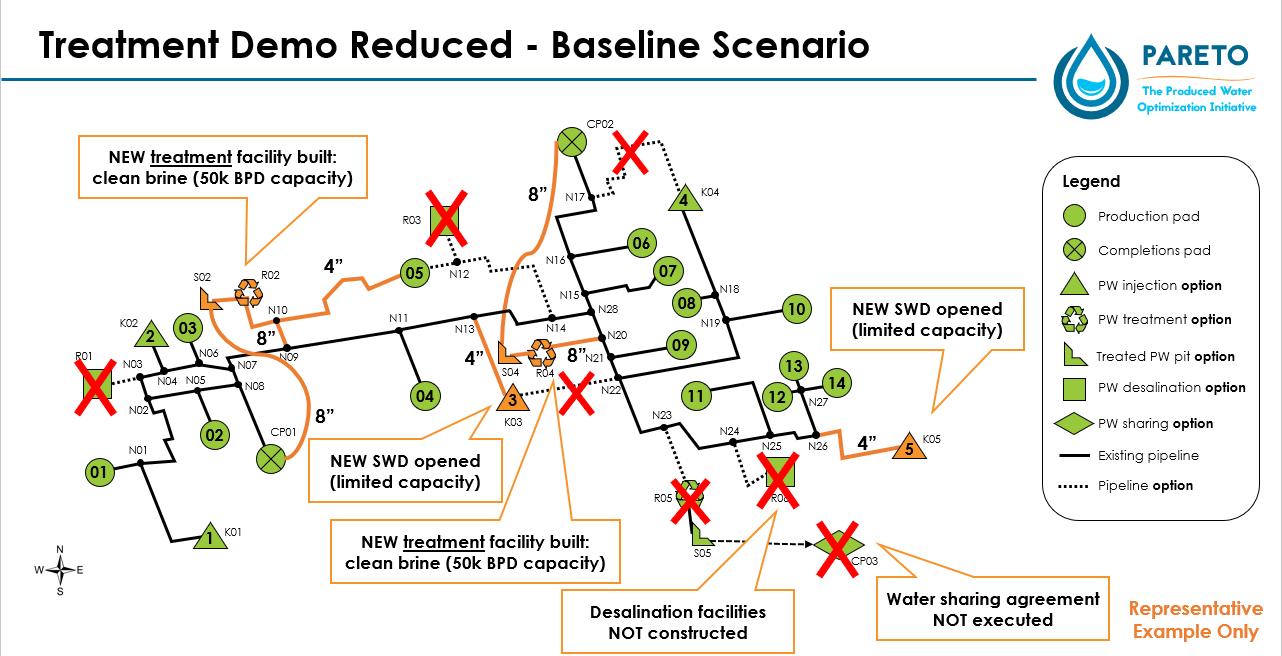 Treatment Demo Reduced - Baseline Scenario
PARETO
The Produced Water
Optimization Initiative
NEW treatment facility built:
clean brine (50k BPD capacity)
CP02
8”
N17
K04
4
R03
N12
05
4”
S02
R02
N10
8”
N09
K02
2
03
R01
N03
N04
N06
N05
N07
N08
N02
02
CP01
8”
N01
01
1
K01
N11
04
N13
4”
N14
N16
06
N15
07
N28
N20
S04
R04
8”
N21
09
N22
3
K03
08
N18
N19
10
NEW SWD opened
(limited capacity)
13
14
12
N27
11
N23
N24
N25
N26
4”
5
K05
R05
S05
R06
CP03
NEW SWD opened
(limited capacity)
NEW treatment facility built:
clean brine (50k BPD capacity)
Desalination facilities
NOT constructed
Water sharing agreement
NOT executed
Representative
Example Only
N
W
E
S
Legend
Production pad
Completions pad
PW injection option
PW treatment option
Treated PW pit option
PW desalination option
PW sharing option
Existing pipeline
Pipeline option